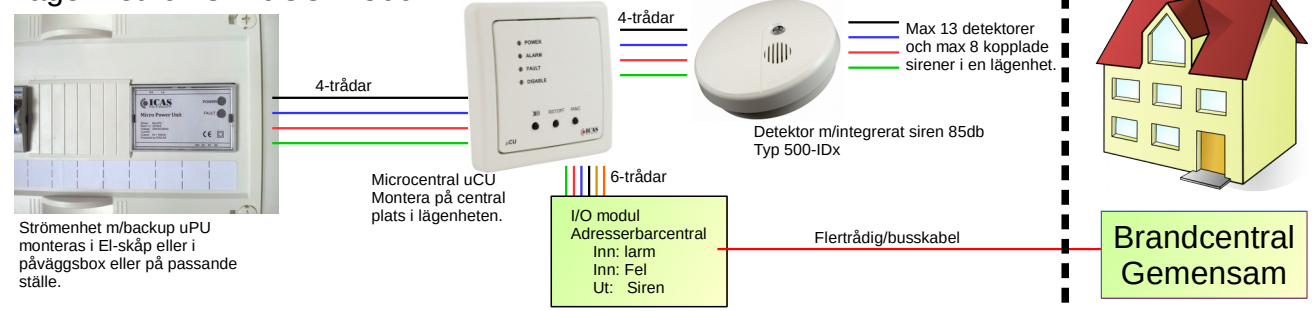 4-trådar
ICAS
Micro Power Unit
POWER
FAULT
Strömenhet m/backup uPU
monteras i El-skåp eller i
påväggsbox eller på passande
ställe.
POWER
ALARM
FAULT
DISABLE
ICAS
µCU
Microcentral uCU
Montera på central
plats i lägenheten.
4-trådar
Detektor m/integrerat siren 85db
Typ 500-IDx
Max 13 detektorer
och max 8 kopplade
sirener i en lägenhet.
6-trådar
I/O modul
Adresserbarcentral
Inn: larm
Inn: Fel
Ut: Siren
Flertrådig/busskabel
Brandcentral
Gemensam